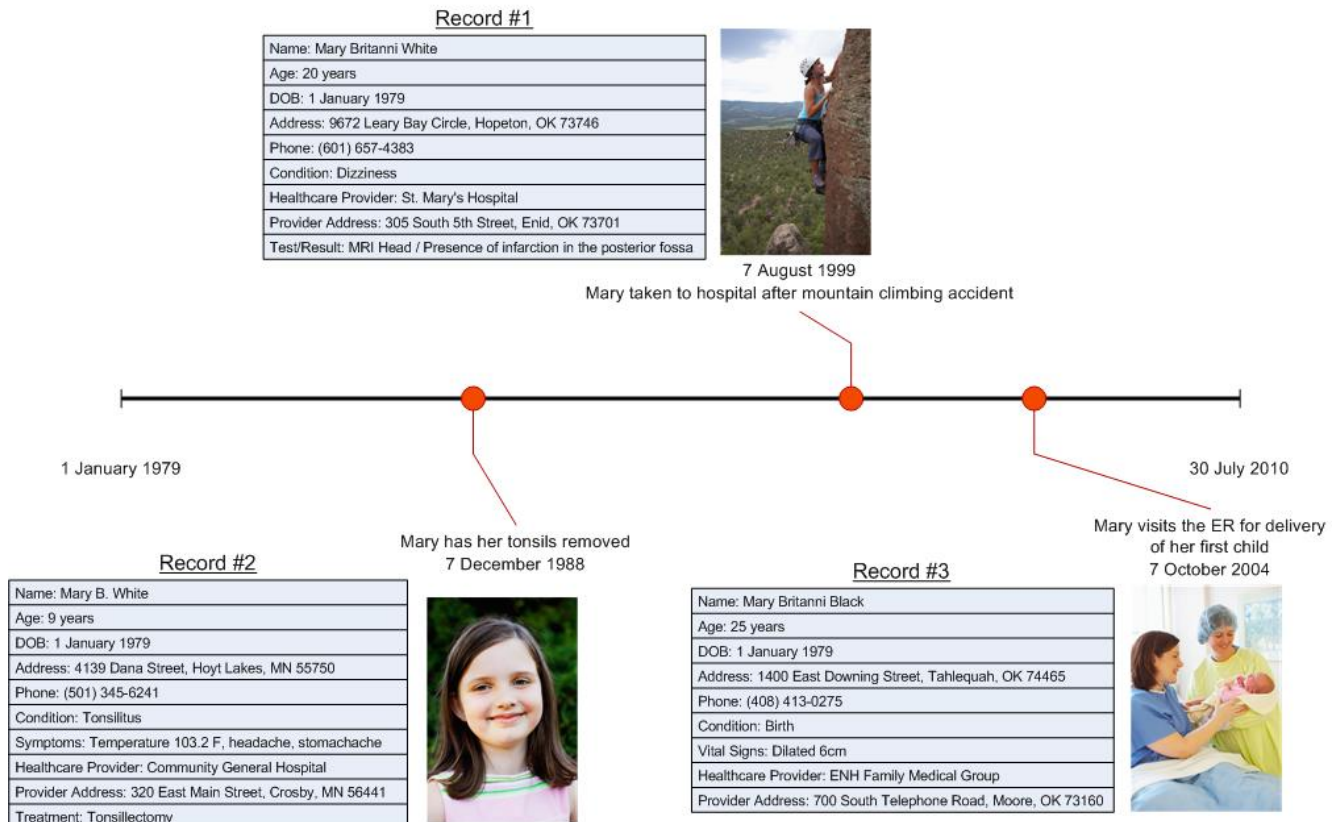 Record #1
Name: Mary Britanni White
Age: 20 years
DOB: 1 January 1979
Address: 9672 Leary Bay Circle, Hopeton, OK 73746
Phone: (601) 657-4383
Condition: Dizziness
Healthcare Provider: St. Mary's Hospital
Provider Address: 305 South 5th Street, Enid, OK 73701
Test/Result: MRI Head / Presence of infarction in the posterior fossa
7 August 1999
Mary taken to hospital after mountain climbing accident
1 January 1979
30 July 2010
Mary has her tonsils removed
7 December 1988
Mary visits the ER for delivery
of her first child
7 October 2004
Record #2
Name: Mary B. White
Age: 9 years
DOB: 1 January 1979
Address: 4139 Dana Street, Hoyt Lakes, MN 55750
Phone: (501) 345-6241
Condition: Tonsilitus
Symptoms: Temperature 103.2 F, headache, stomachache
Healthcare Provider: Community General Hospital
Provider Address: 320 East Main Street, Crosby, MN 56441
Treatment: Tonsillectomy
Record #3
Name: Mary Britanni Black
Age: 25 years
DOB: 1 January 1979
Address: 1400 East Downing Street, Tahlequah, OK 74465
Phone: (408) 413-0275
Condition: Birth
Vital Signs: Dilated 6cm
Healthcare Provider: ENH Family Medical Group
Provider Address: 700 South Telephone Road, Moore, OK 73160